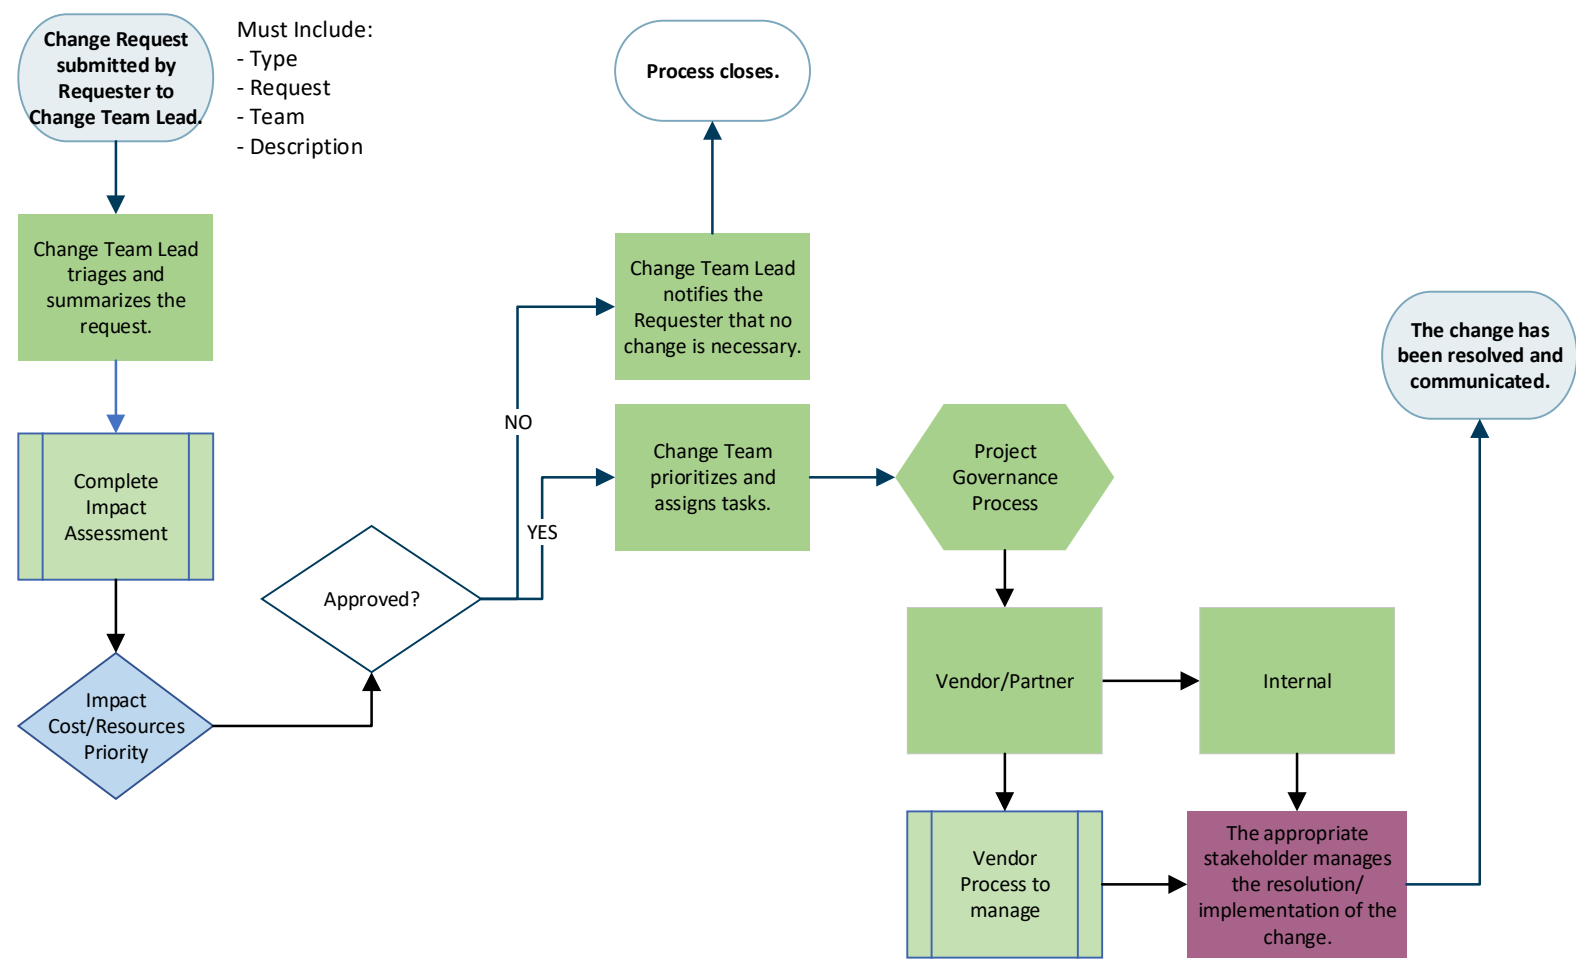 Change Request
submitted by
Requester to
Change Team Lead.
Must Include:
- Type
- Request
- Team
- Description
Process closes.
Change Team Lead
triages and
summarizes the
request.
Change Team Lead
notifies the
Requester that no
change is necessary.
The change has
been resolved and
communicated.
NO
Change Team
prioritizes and
assigns tasks.
Project
Governance
Process
Complete
Impact
Assessment
YES
Approved?
Impact
Cost/Resources
Priority
Vendor/Partner
Internal
Vendor
Process to
manage
The appropriate
stakeholder manages
the resolution/
implementation of the
change.